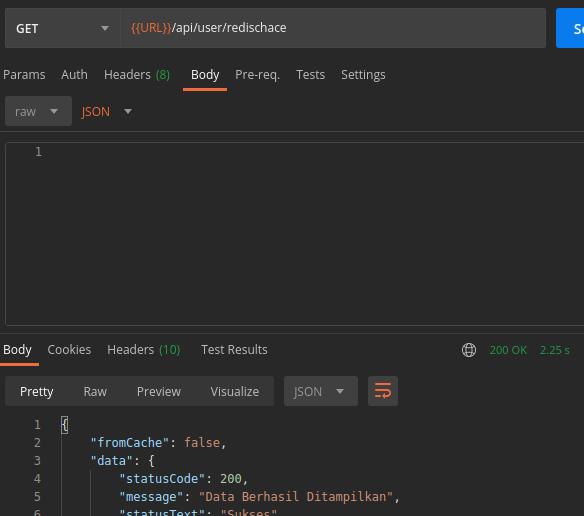 GET {{URL}}/api/user/redischace
Params Auth Headers (8) Body Pre-req. Tests Settings
raw JSON
1
Body Cookies Headers (10) Test Results 200 OK 2.25 s
Pretty Raw Preview Visualize JSON
1 {
2 "fromCache": false,
3 "data": {
4 "statusCode": 200,
5 "message": "Data Berhasil Ditampilkan",
6 "statusText": "Sukses"